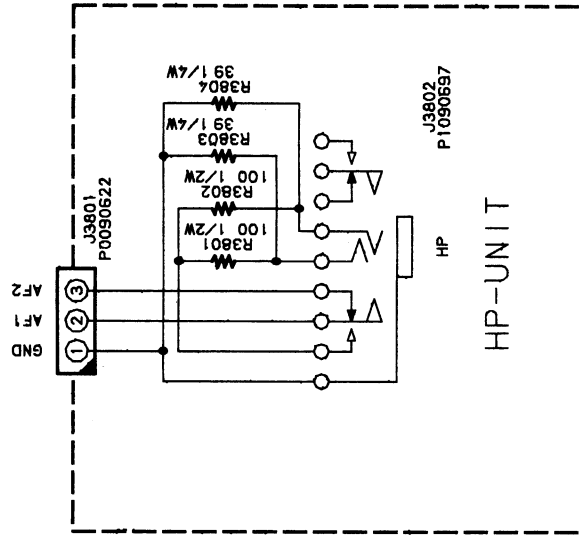 39 1/4W
R3804
39 1/4W
R3803
100 1/2W
R3802
100 1/2W
R3801
J3801
P0090622
J3802
P1090697
AF2
3
AF1
2
GND
1
HP
HP-UNIT